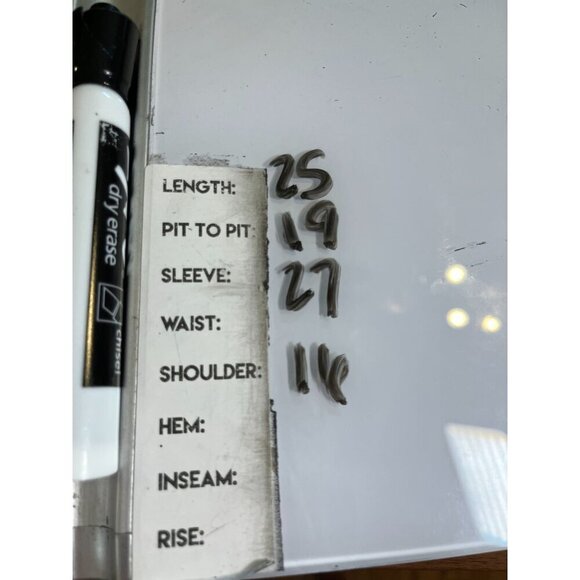 LENGTH: 25
PIT TO PIT: 19
SLEEVE: 27
WAIST:
SHOULDER: 16
HEM:
INSEAM:
RISE:
dry erase
chisel